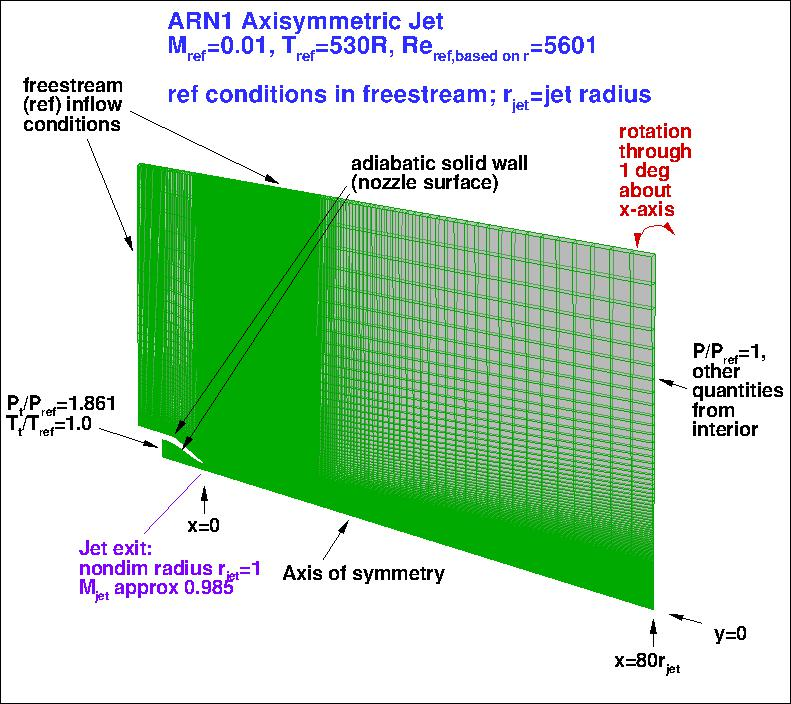 ARN1 Axisymmetric Jet
Mref=0.01, Tref=530R, Reref,based on r=5601
ref conditions in freestream; rjet=jet radius
freestream
(ref) inflow
conditions
adiabatic solid wall
(nozzle surface)
rotation
through
1 deg
about
x-axis
P/Pref=1,
other
quantities
from
interior
Pt/Pref=1.861
Tt/Tref=1.0
x=0
Jet exit:
nondim radius rjet=1
Mjet approx 0.985
Axis of symmetry
y=0
x=80rjet